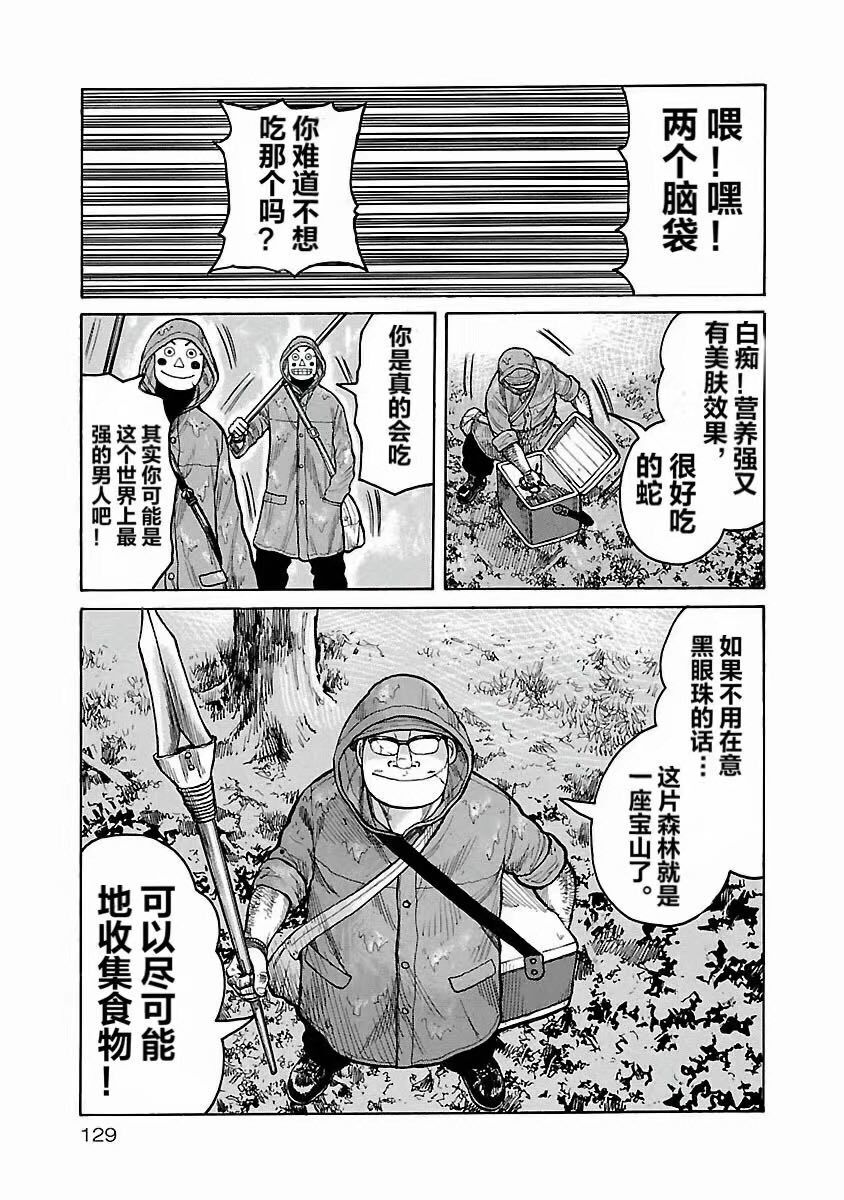 喂！嘿！
两个脑袋
你难道不想
吃那个吗？
白痴！营养强又
有美肤效果，
很好吃
的蛇
你是真的会吃
其实你可能是
这个世界上最
强的男人吧！
如果不用在意
黑眼珠的话…
这片森林就是
一座宝山了。
可以尽可能
地收集食物！
129